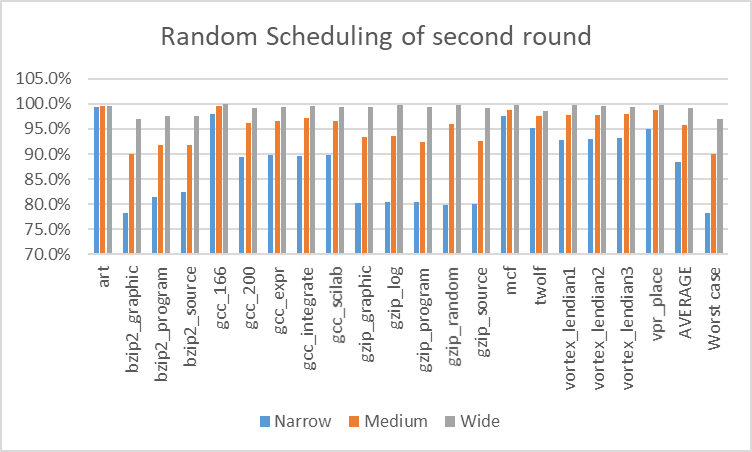 Random Scheduling of second round
105.0%
100.0%
95.0%
90.0%
85.0%
80.0%
75.0%
70.0%
art
bzip2_graphic
bzip2_program
bzip2_source
gcc_166
gcc_200
gcc_expr
gcc_integrate
gcc_scilab
gzip_graphic
gzip_log
gzip_program
gzip_random
gzip_source
mcf
twolf
vortex_lendian1
vortex_lendian2
vortex_lendian3
vpr_place
AVERAGE
Worst case
Narrow Medium Wide